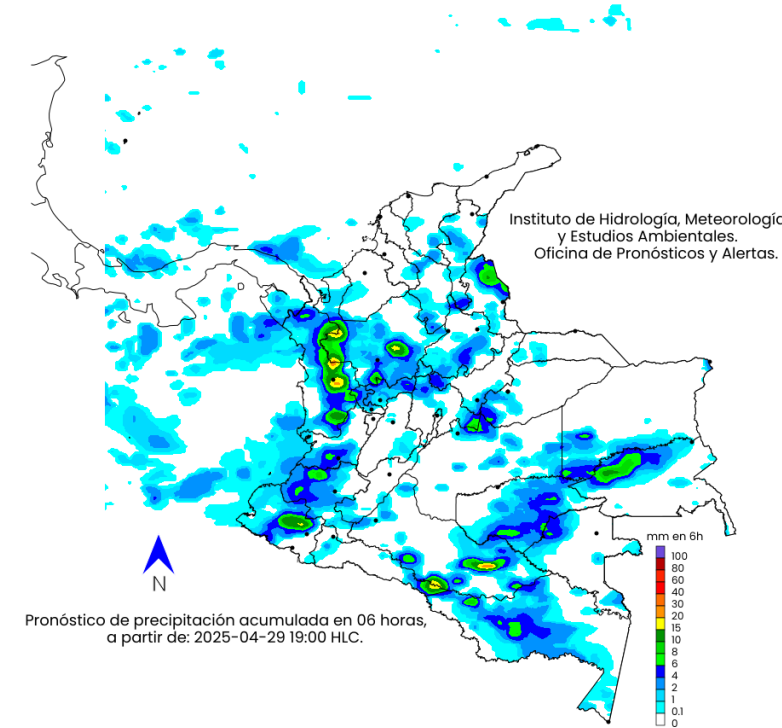 Instituto de Hidrología, Meteorología
y Estudios Ambientales.
Oficina de Pronósticos y Alertas.
mm en 6h
100
80
60
40
30
20
15
10
8
6
4
2
1
0.1
0
N
Pronóstico de precipitación acumulada en 06 horas,
a partir de: 2025-04-29 19:00 HLC.